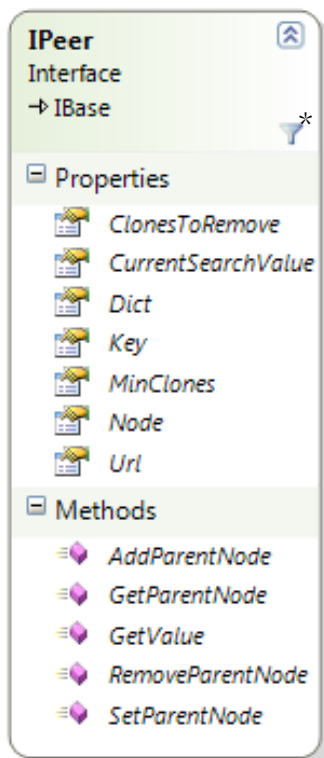 IPeer
Interface
IBase
*
Properties
ClonesToRemove
CurrentSearchValue
Dict
Key
MinClones
Node
Url
Methods
AddParentNode
GetParentNode
GetValue
RemoveParentNode
SetParentNode